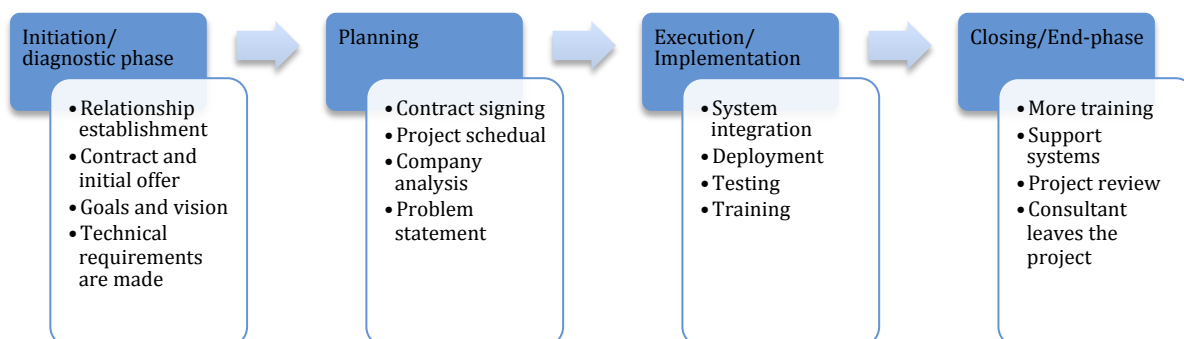 Initiation/
diagnostic phase
• Relationship
establishment
• Contract and
initial offer
• Goals and vision
• Technical
requirements
are made
Planning
• Contract signing
• Project schedual
• Company
analysis
• Problem
statement
Execution/
Implementation
• System
integration
• Deployment
• Testing
• Training
Closing/End-phase
• More training
• Support
systems
• Project review
• Consultant
leaves the
project